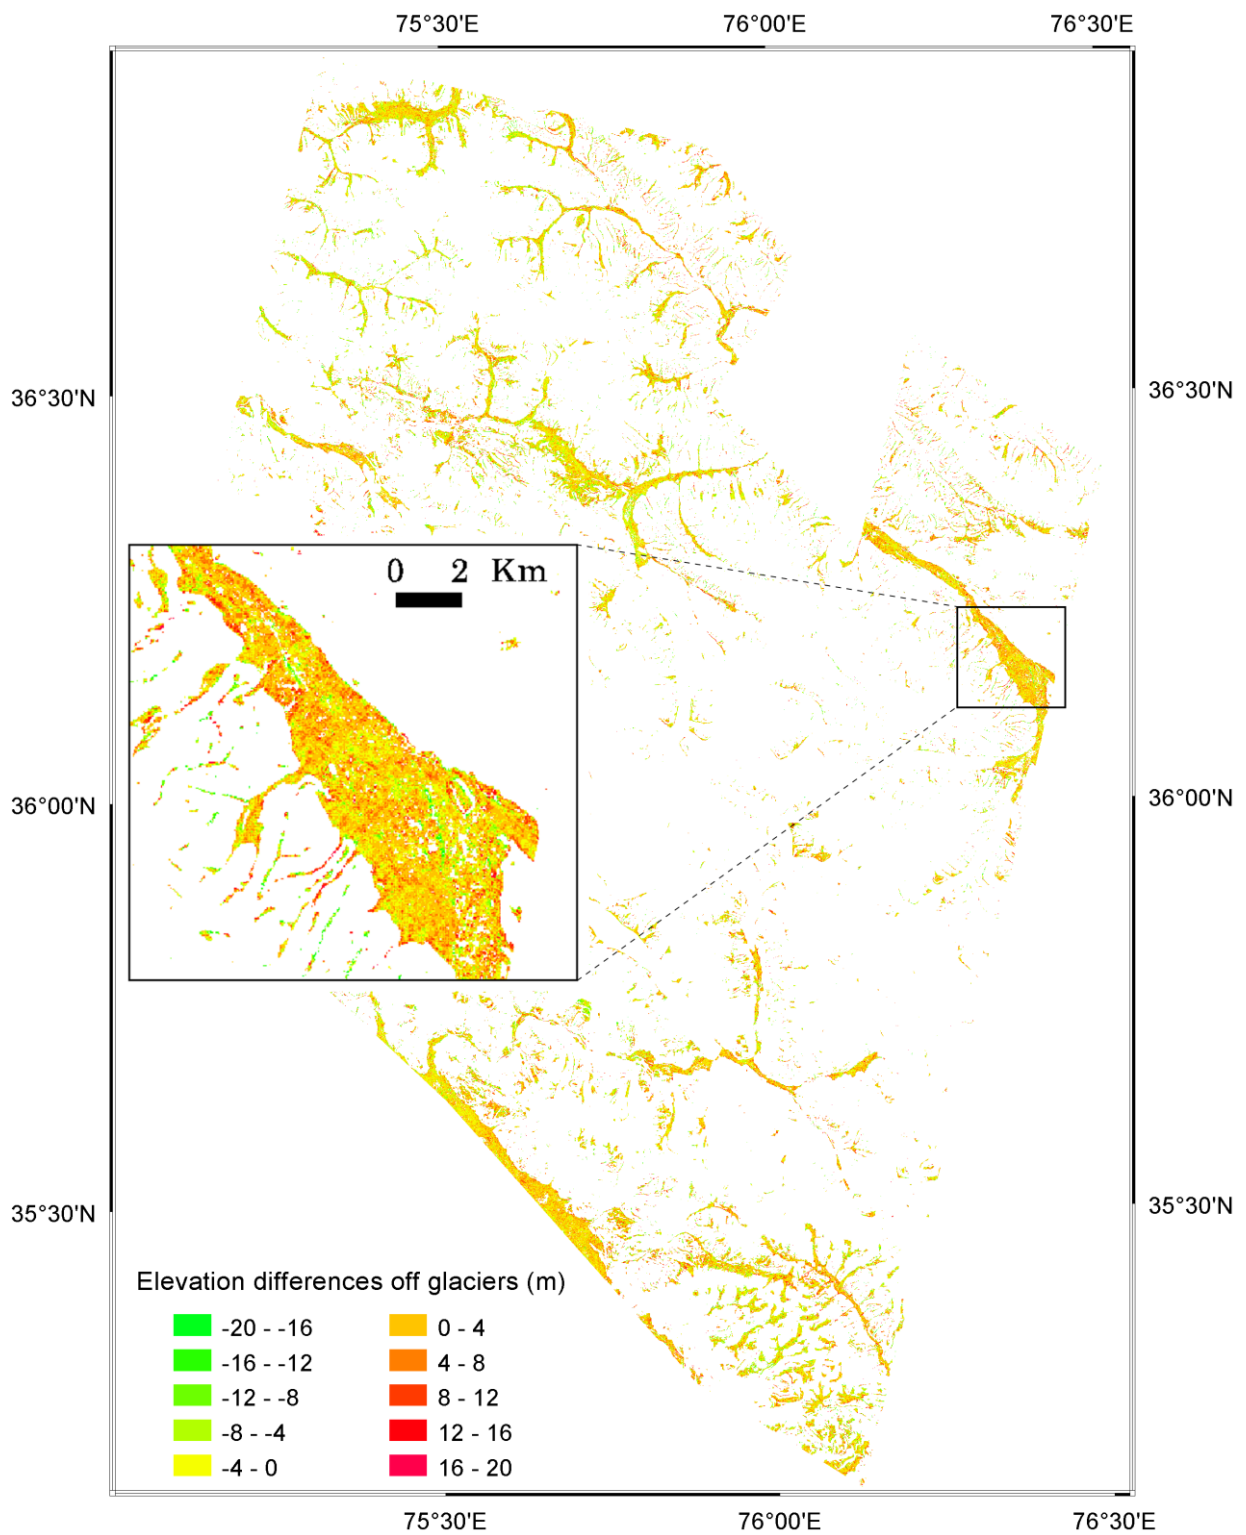 75°30'E 76°00'E 76°30'E
36°30'N 36°30'N
0 2 Km
36°00'N 36°00'N
35°30'N 35°30'N
Elevation differences off glaciers (m)
-20 - -16 0 - 4
-16 - -12 4 - 8
-12 - -8 8 - 12
-8 - -4 12 - 16
-4 - 0 16 - 20
75°30'E 76°00'E 76°30'E